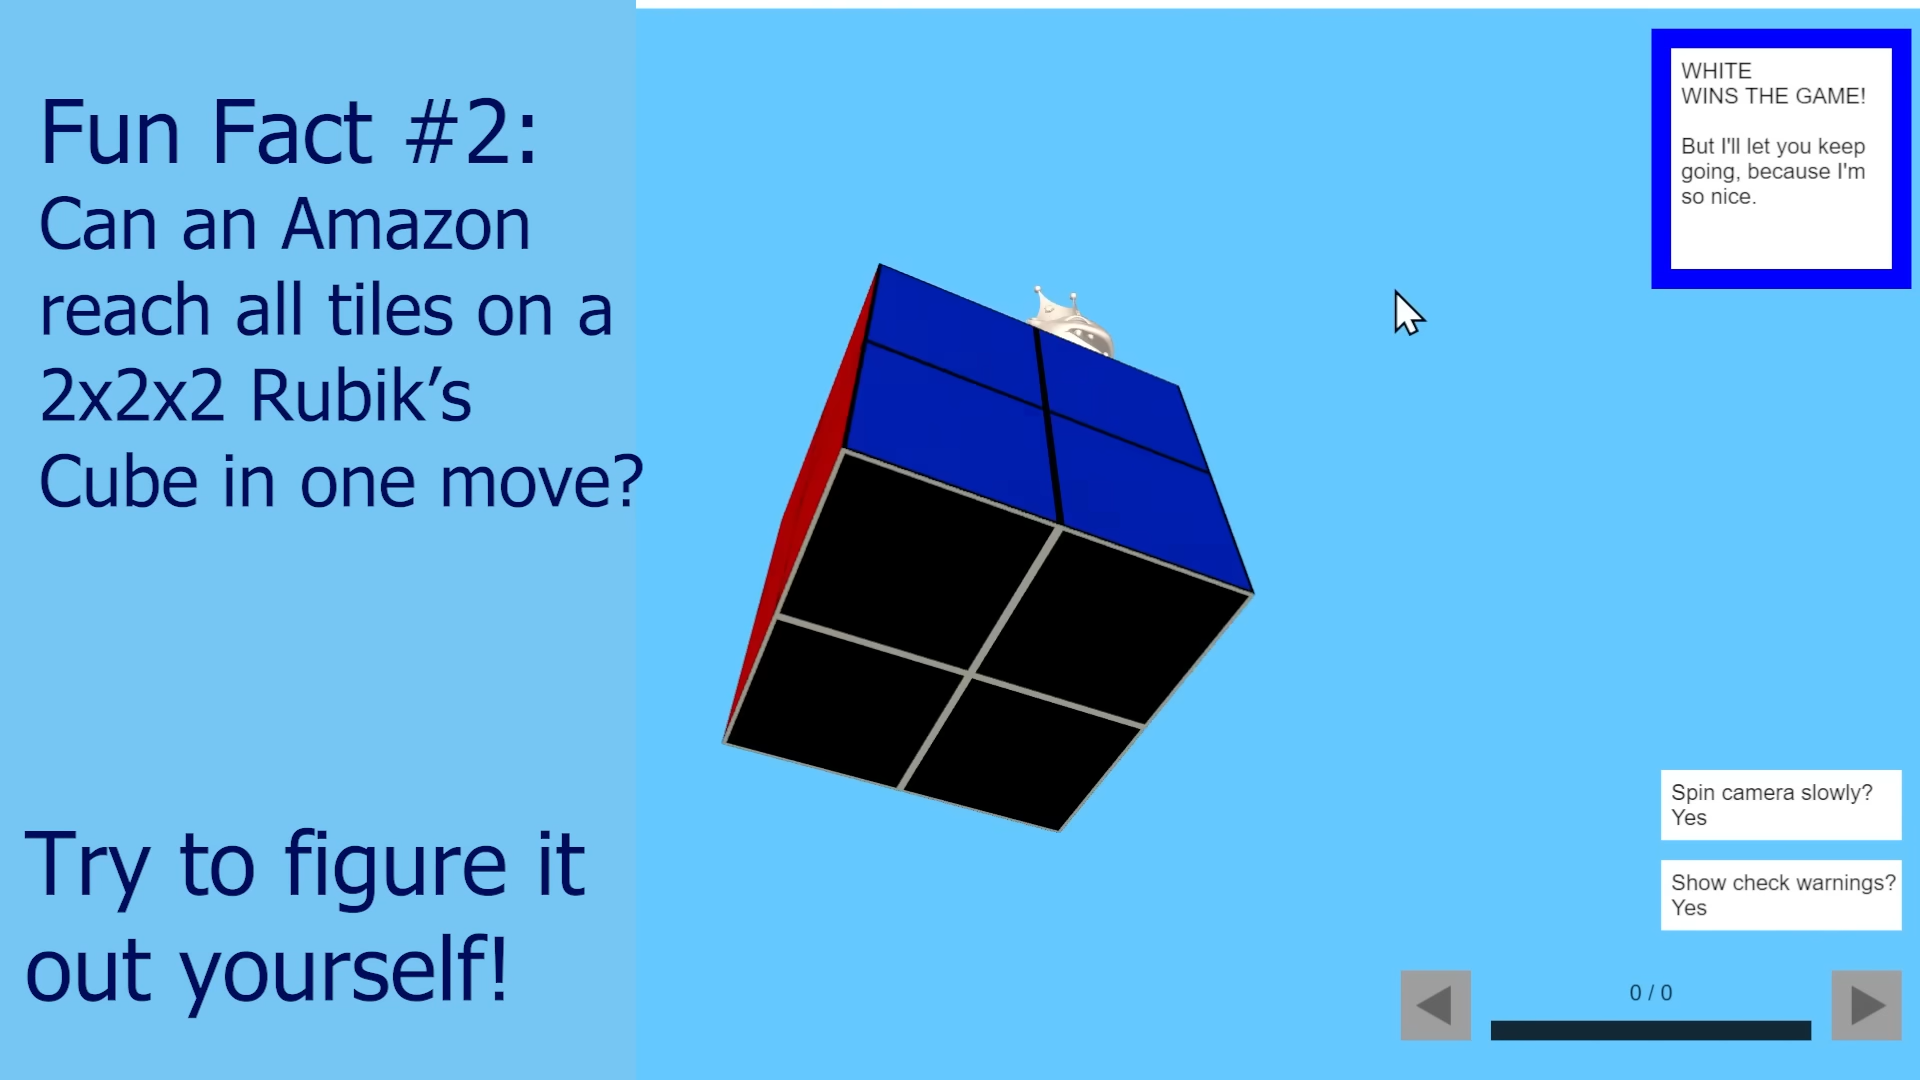 Fun Fact #2:
Can an Amazon
reach all tiles on a
2x2x2 Rubik’s
Cube in one move?
Try to figure it
out yourself!
WHITE
WINS THE GAME!
But I'll let you keep
going, because I'm
so nice.
Spin camera slowly?
Yes
Show check warnings?
Yes
0 / 0